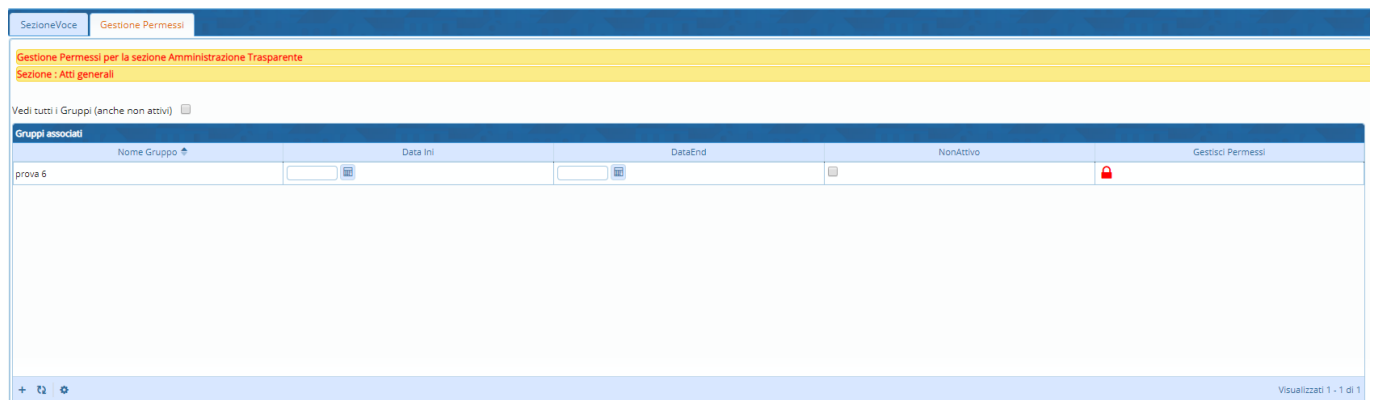 SezioneVoce Gestione Permessi
Gestione Permessi per la sezione Amministrazione Trasparente
Sezione : Atti generali
Vedi tutti i Gruppi (anche non attivi)
Gruppi associati
Nome Gruppo Data Ini DataEnd NonAttivo Gestisci Permessi
prova 6
Visualizzati 1 - 1 di 1